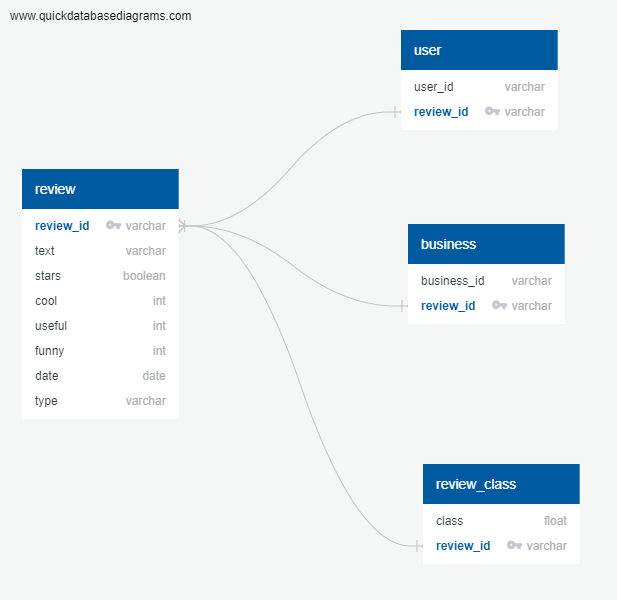 www.quickdatabasediagrams.com
user
user_id varchar
review_id varchar
review
review_id varchar
text varchar
stars boolean
cool int
useful int
funny int
date date
type varchar
business
business_id varchar
review_id varchar
review_class
class float
review_id varchar